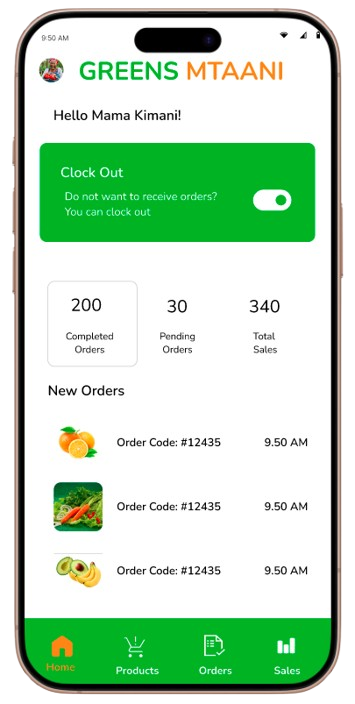 9:50 AM
GREENS MTAANI
Hello Mama Kimani!
Clock Out
Do not want to receive orders?
You can clock out
200
Completed
Orders
30
Pending
Orders
340
Total
Sales
New Orders
Order Code: #12435
9.50 AM
Order Code: #12435
9.50 AM
Order Code: #12435
9.50 AM
Home
Products
Orders
Sales